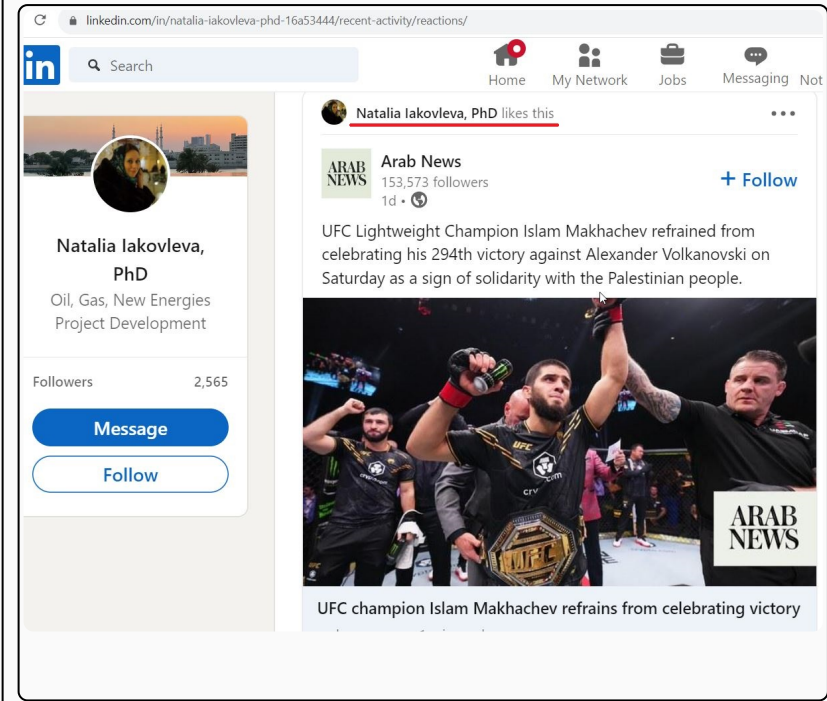 linkedin.com/in/natalia-iakovleva-phd-16a53444/recent-activity/reactions/
in
Search
Home
My Network
Jobs
Messaging
Not
Natalia Iakovleva,
PhD
Oil, Gas, New Energies
Project Development
Followers 2,565
Message
Follow
Natalia Iakovleva, PhD likes this
ARAB
NEWS
Arab News
153,573 followers
1d •
+ Follow
UFC Lightweight Champion Islam Makhachev refrained from
celebrating his 294th victory against Alexander Volkanovski on
Saturday as a sign of solidarity with the Palestinian people.
UFC
UFC
ARAB
NEWS
UFC champion Islam Makhachev refrains from celebrating victory